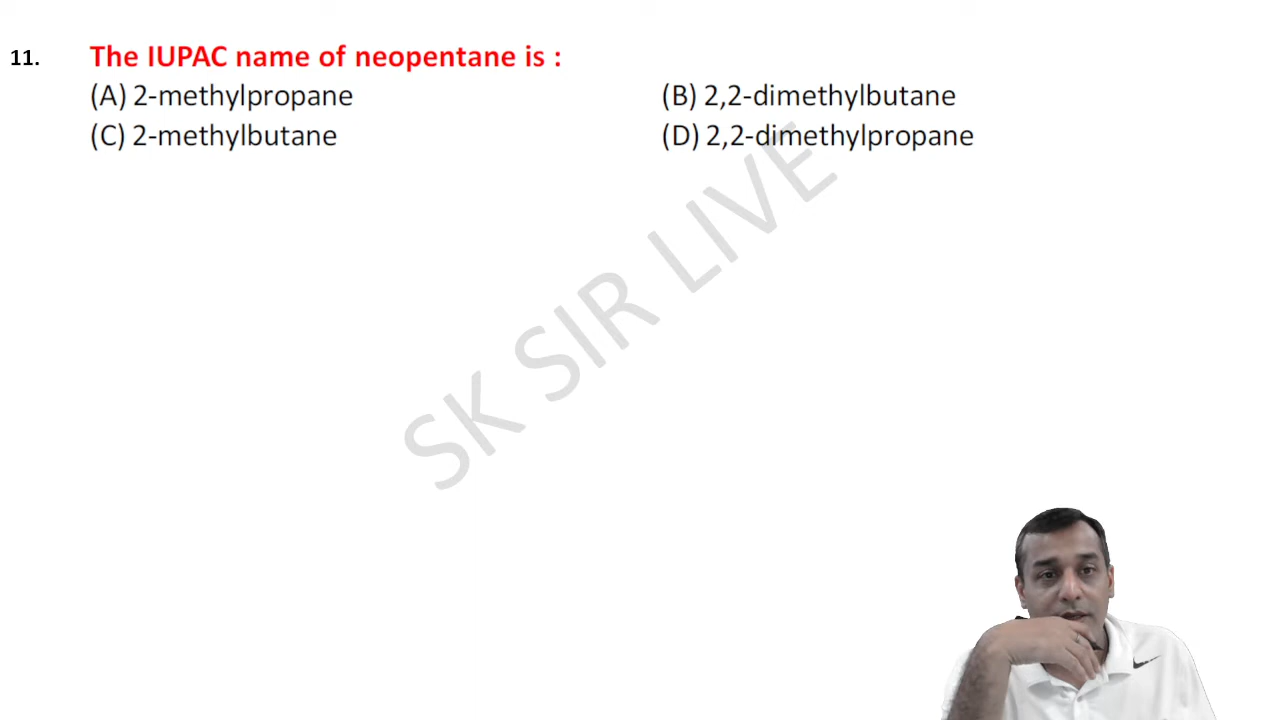 11. The IUPAC name of neopentane is :
(A) 2-methylpropane (B) 2,2-dimethylbutane
(C) 2-methylbutane (D) 2,2-dimethylpropane
SK SIR LIVE